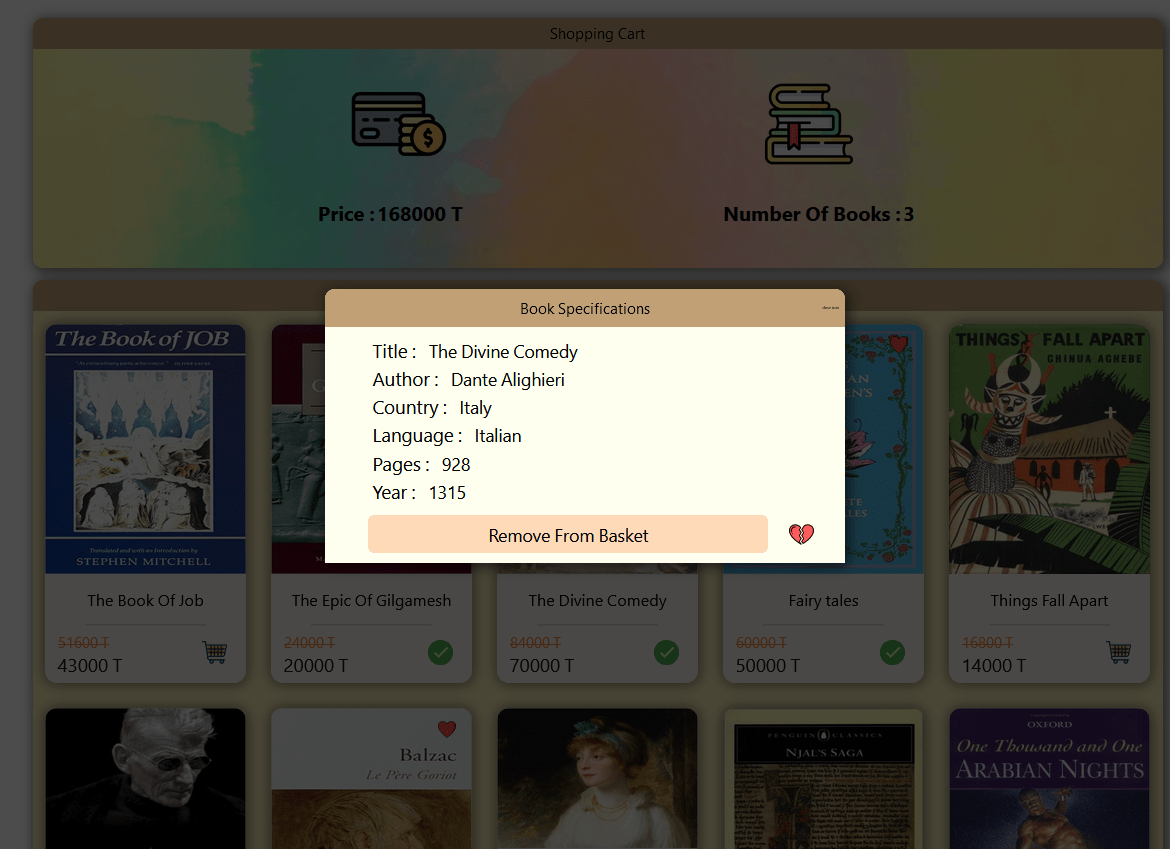 Shopping Cart
Price : 168000 T
Number Of Books : 3
Book Specifications
Title : The Divine Comedy
Author : Dante Alighieri
Country : Italy
Language : Italian
Pages : 928
Year : 1315
Remove From Basket
The Book of JOB
Translated and with an Introduction by
STEPHEN MITCHELL
THINGS FALL APART
CHINUA ACHEBE
The Book Of Job
51600 T
43000 T
The Epic Of Gilgamesh
24000 T
20000 T
The Divine Comedy
84000 T
70000 T
Fairy tales
60000 T
50000 T
Things Fall Apart
16800 T
14000 T
Balzac
Le Père Goriot
PENGUIN CLASSICS
NJAL'S SAGA
OXFORD
One Thousand and One
ARABIAN NIGHTS